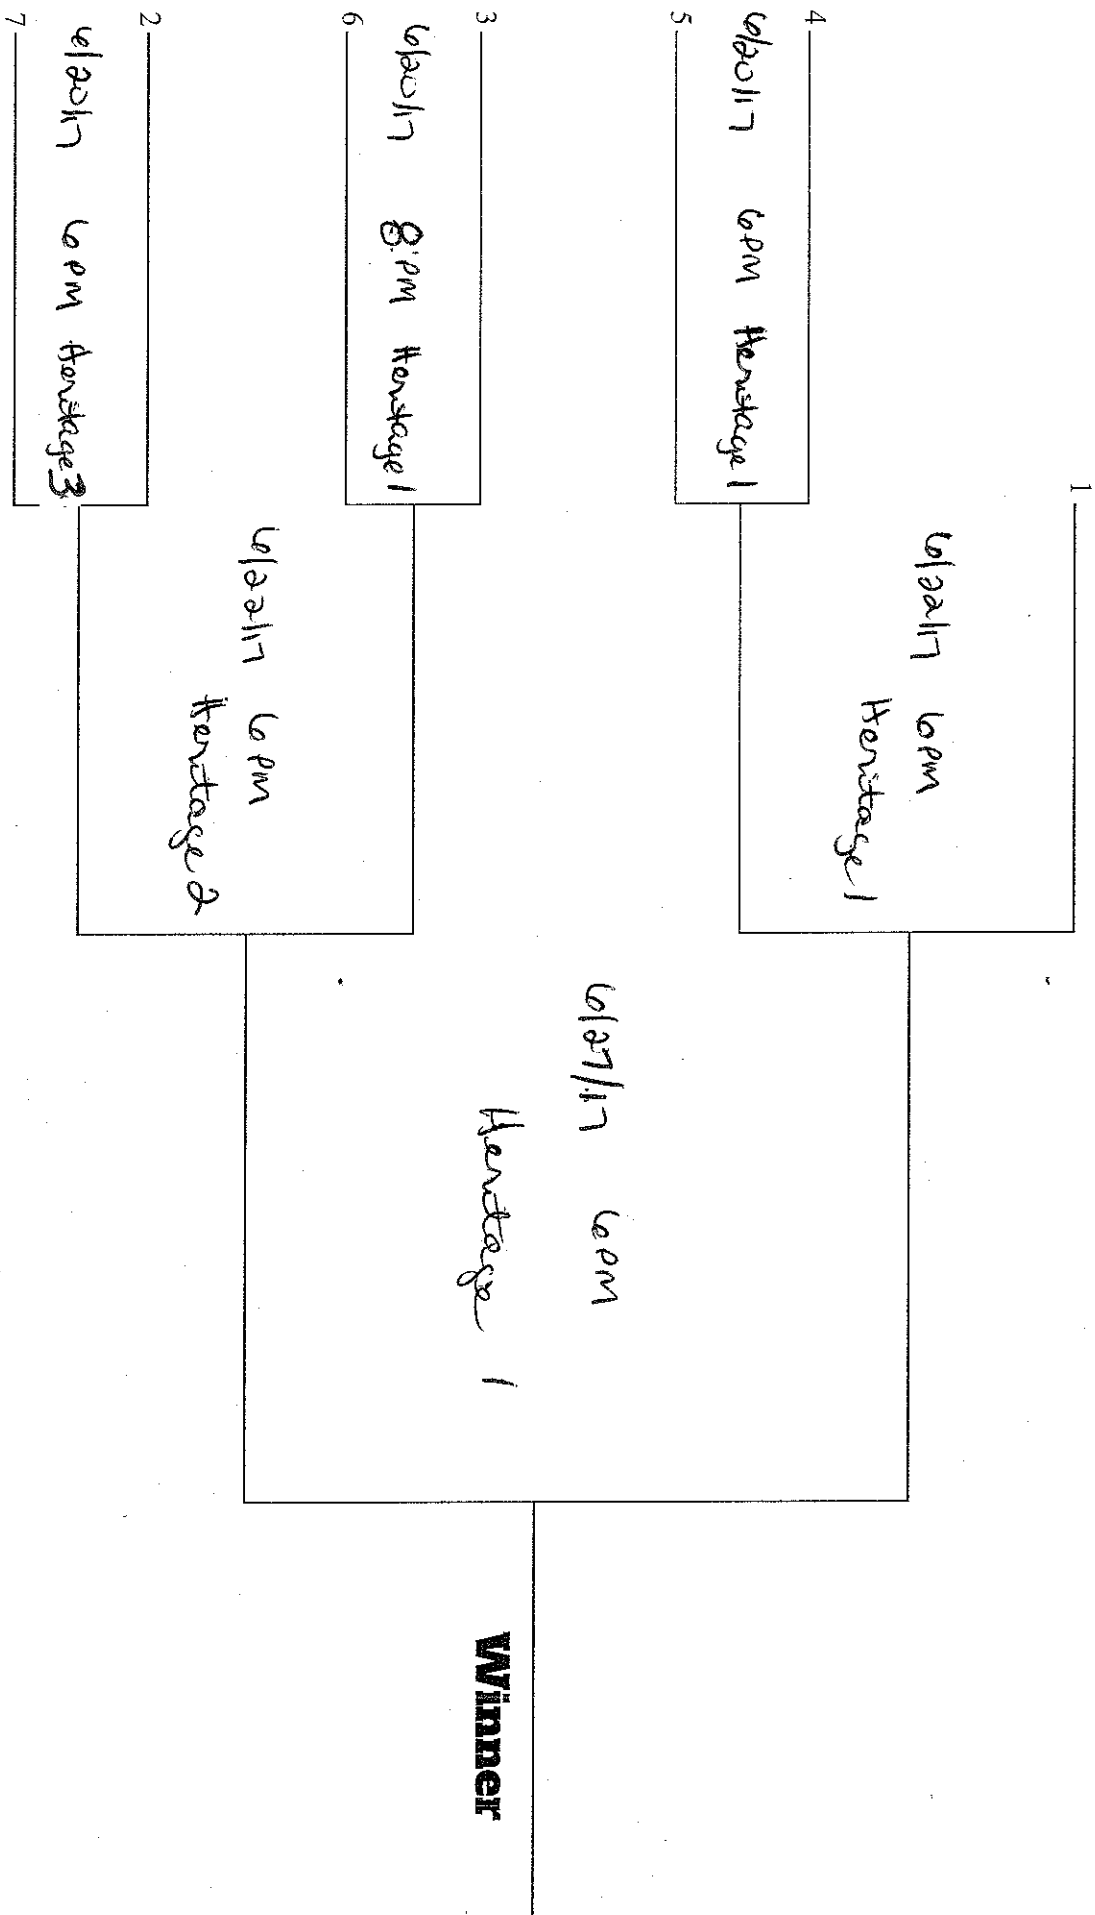 1
6/22/17 6PM
Heritage 1
4
6/20/17 6PM Heritage 1
5
6/27/17 6PM
Heritage 1
Winner
3
6/20/17 8PM Heritage 1
6
6/22/17 6PM
Heritage 2
2
6/20/17 6PM Heritage 3
7